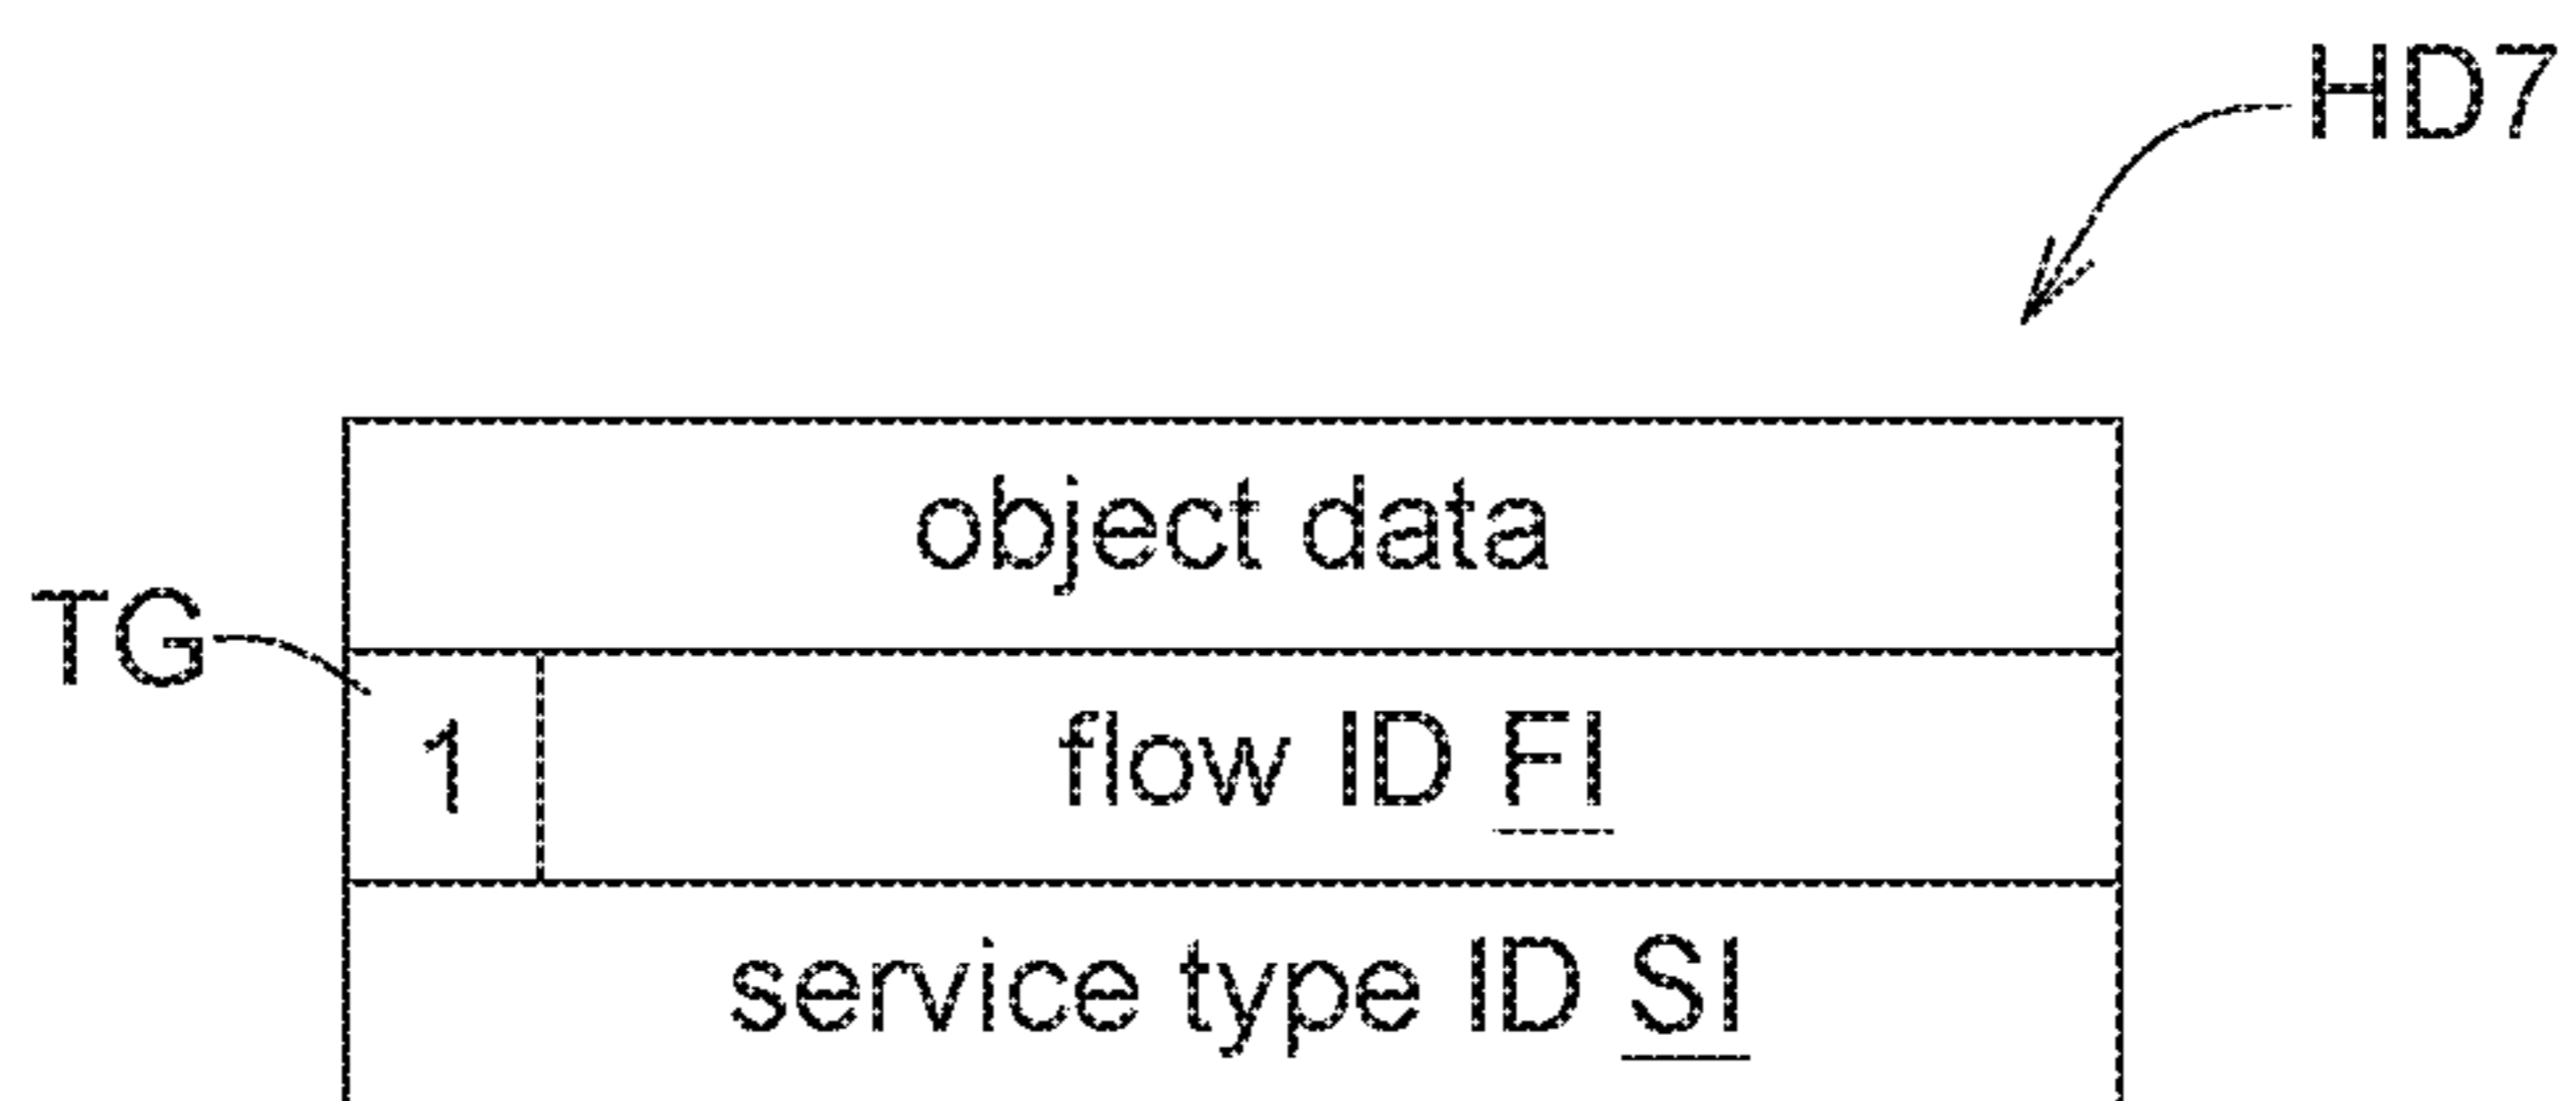 HD7
object data
TG
1 flow ID FI
service type ID SI